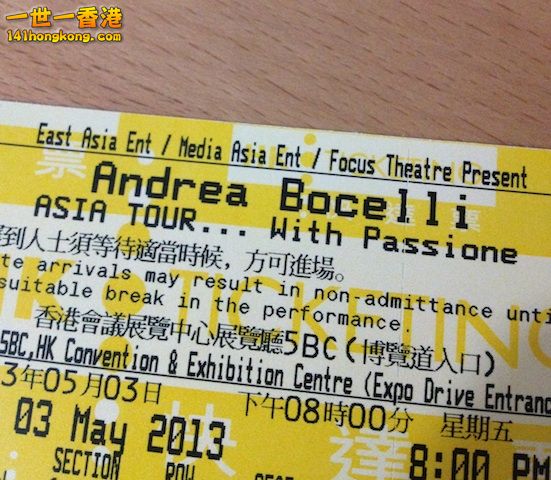 一世一香港
141hongkong.com
East Asia Ent / Media Asia Ent / Focus Theatre Present
Andrea Bocelli
ASIA TOUR... With Passione
到人士須等待適當時候，方可進場。
te arrivals may result in non-admittance unti
suitable break in the performance.
香港會議展覽中心展覽廳5BC(博覽道入口)
5BC,HK Convention & Exhibition Centre (Expo Drive Entranc
3年05月03日 下午08時00分 星期五
03 May 2013 8:00 PM
SECTION ROW
票
TICKETING
快達